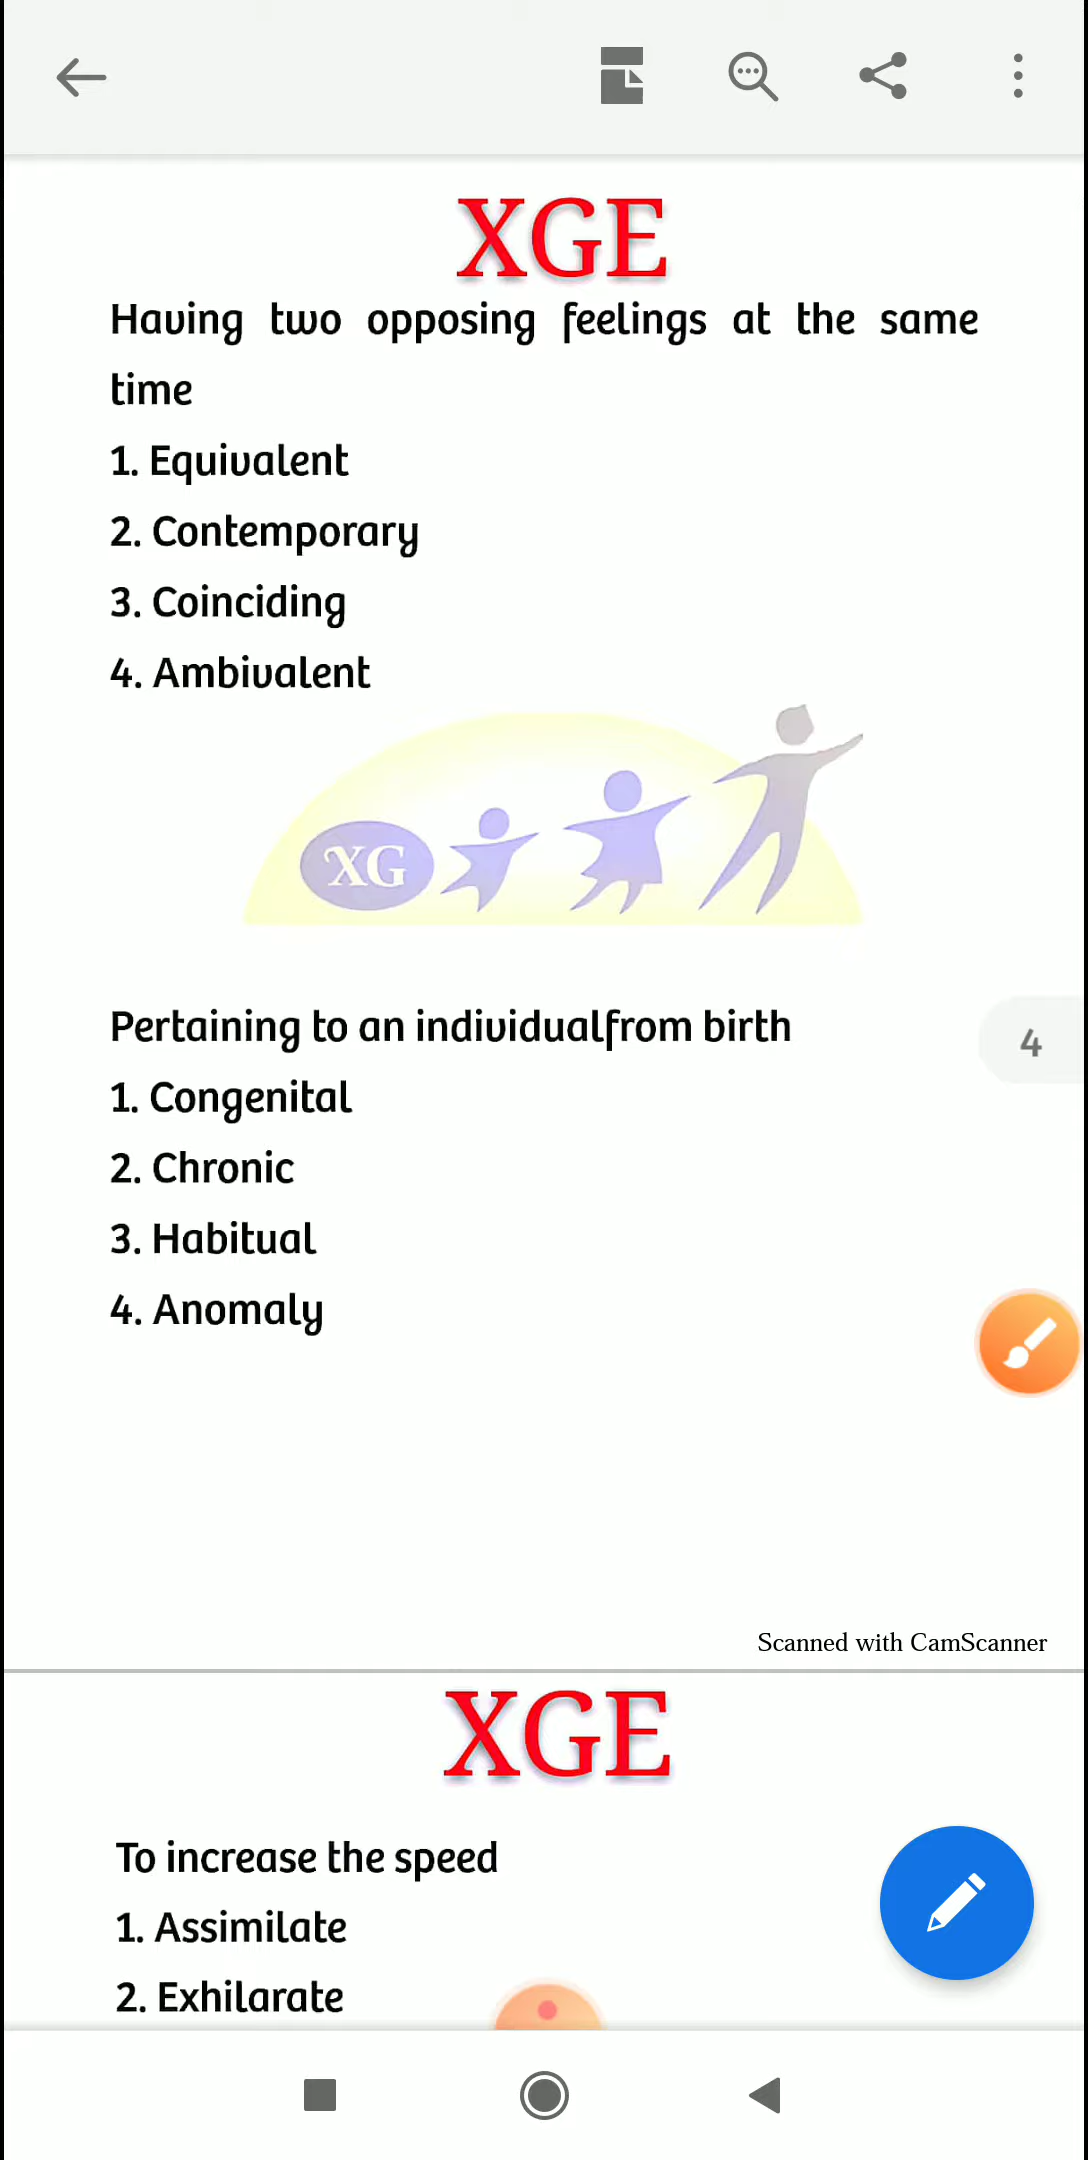 XGE
Having two opposing feelings at the same
time
1. Equivalent
2. Contemporary
3. Coinciding
4. Ambivalent
XG
Pertaining to an individualfrom birth
4
1. Congenital
2. Chronic
3. Habitual
4. Anomaly
Scanned with CamScanner
XGE
To increase the speed
1. Assimilate
2. Exhilarate